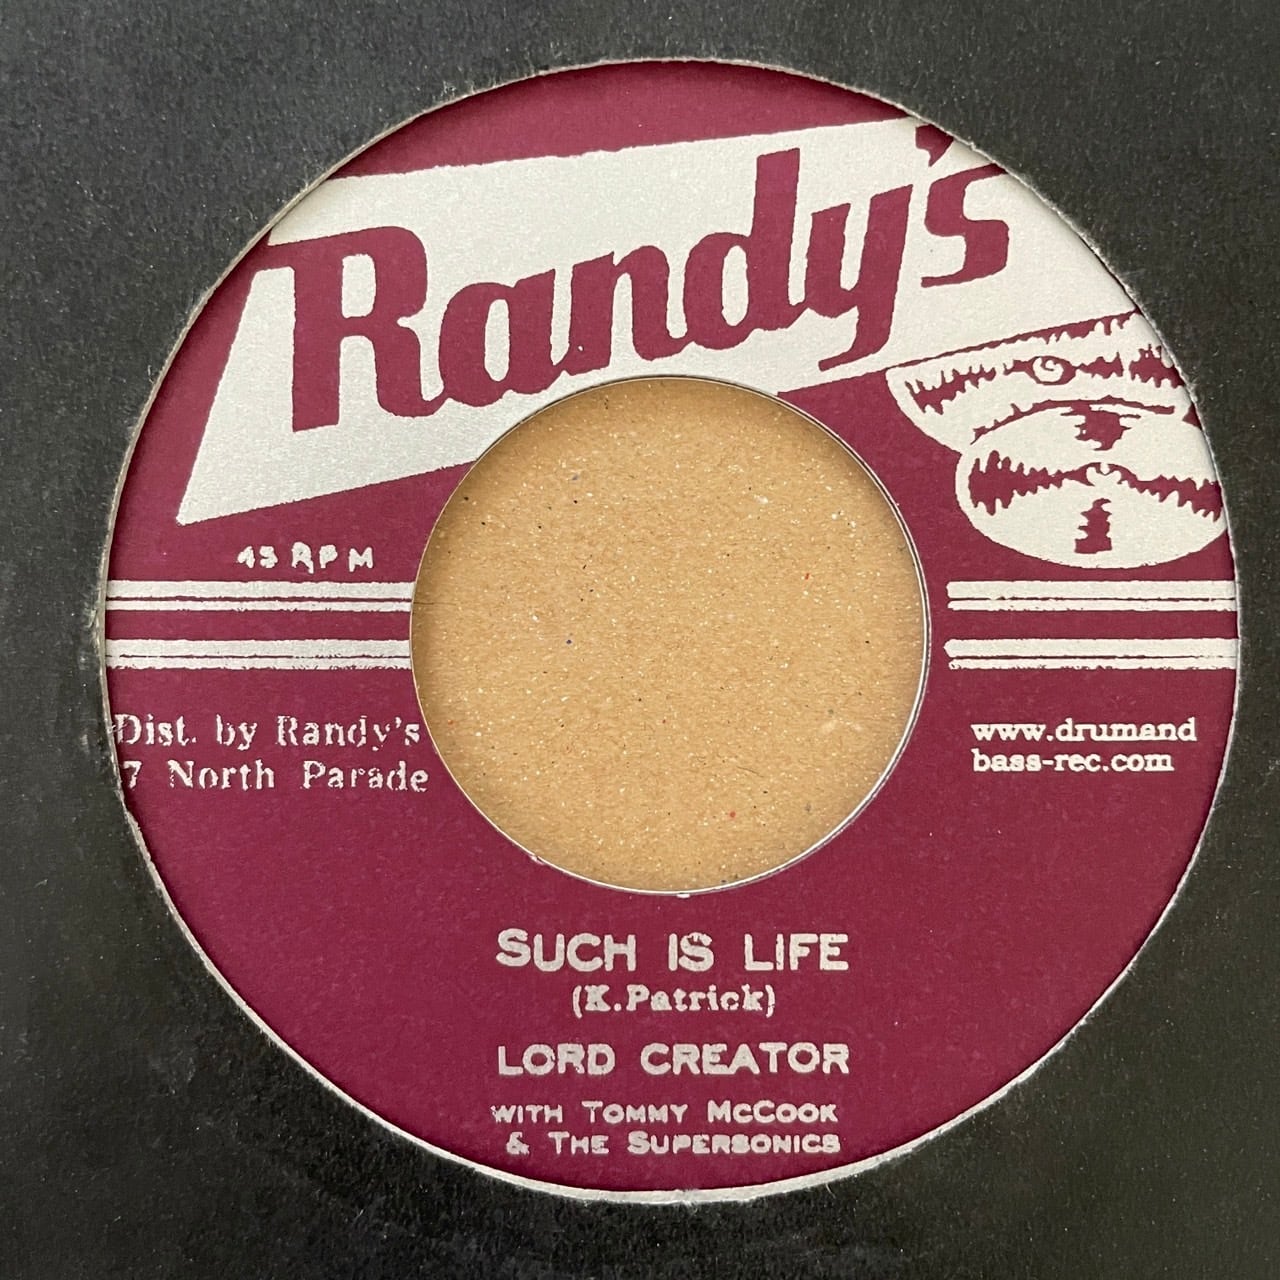 Randy's
45 RPM
Dist. by Randy's
7 North Parade
www.drumand
bass-rec.com
SUCH IS LIFE
(K.Patrick)
LORD CREATOR
WITH TOMMY MCCOOK
& THE SUPERSONICS